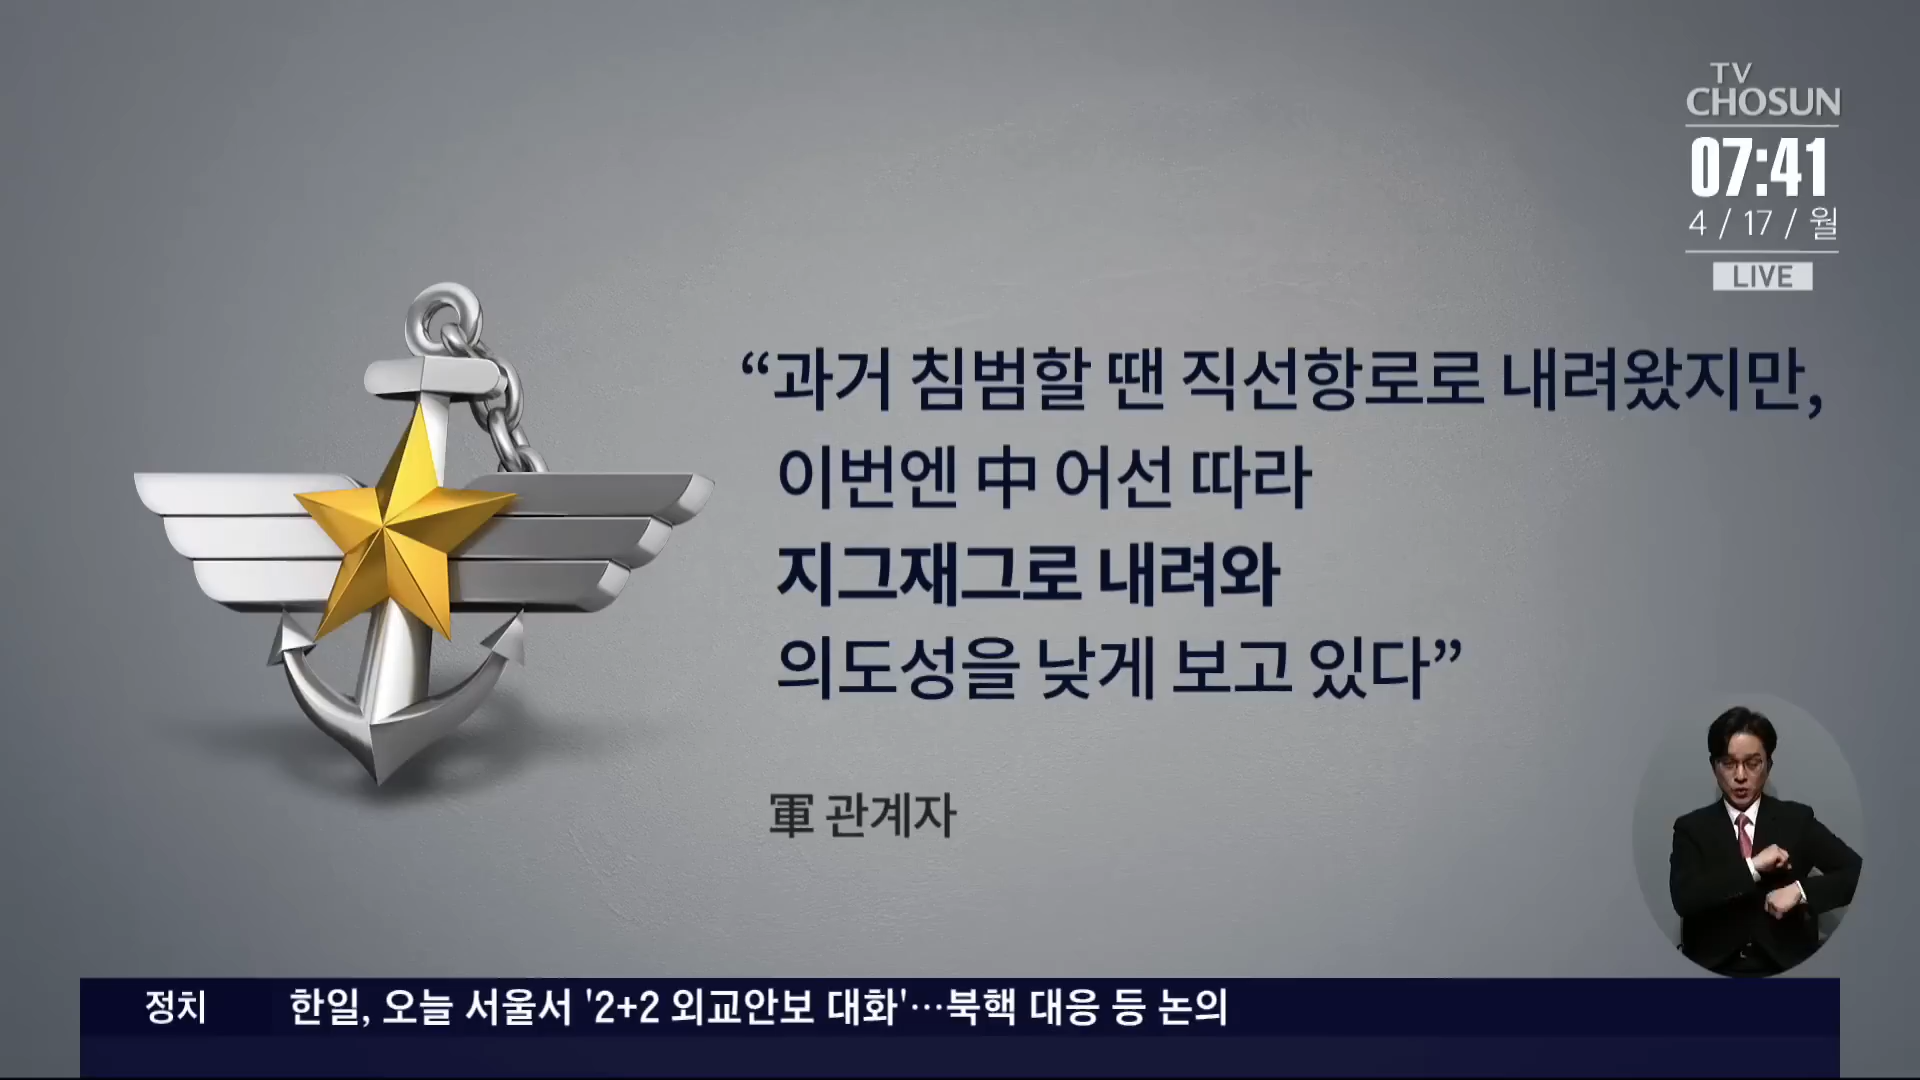 TV
CHOSUN
07:41
4 / 17 / 월
LIVE
“과거 침범할 땐 직선항로로 내려왔지만,
이번엔 中 어선 따라
지그재그로 내려와
의도성을 낮게 보고 있다”
軍 관계자
정치 한일, 오늘 서울서 '2+2 외교안보 대화'…북핵 대응 등 논의